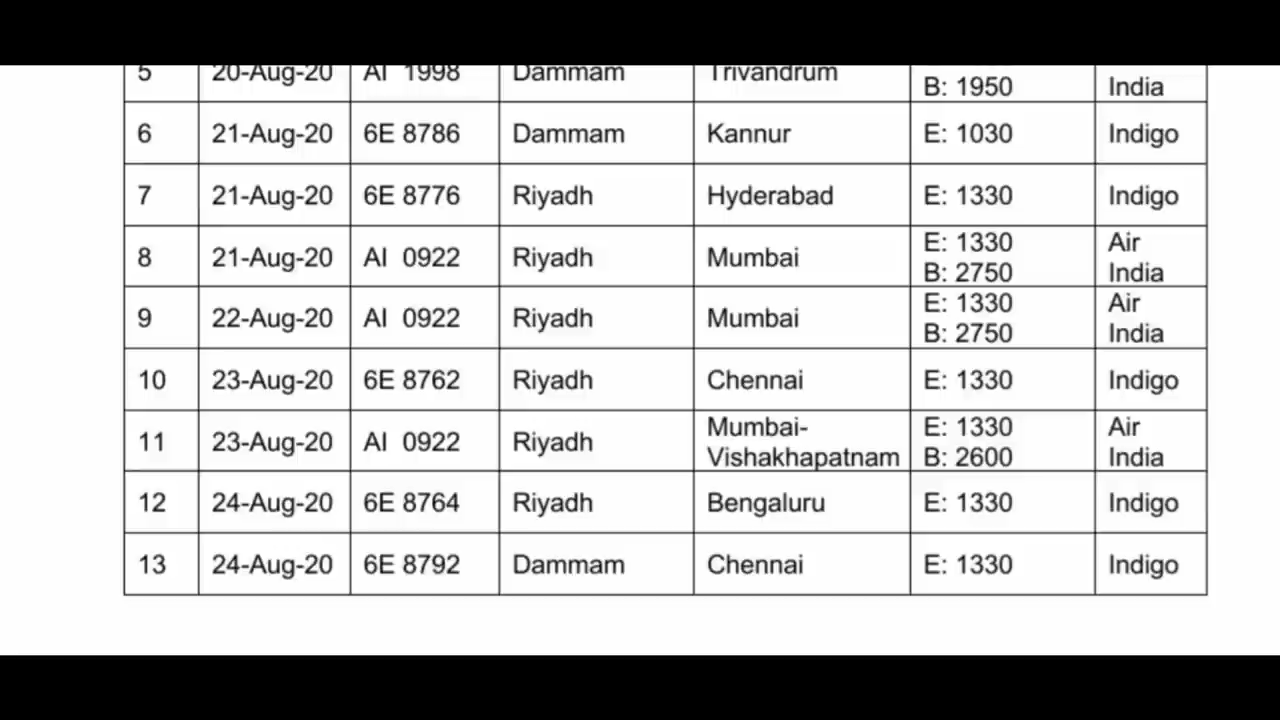 5 20-Aug-20 AI 1998 Dammam Trivandrum B: 1950 India
6 21-Aug-20 6E 8786 Dammam Kannur E: 1030 Indigo
7 21-Aug-20 6E 8776 Riyadh Hyderabad E: 1330 Indigo
8 21-Aug-20 AI 0922 Riyadh Mumbai E: 1330 Air
B: 2750 India
9 22-Aug-20 AI 0922 Riyadh Mumbai E: 1330 Air
B: 2750 India
10 23-Aug-20 6E 8762 Riyadh Chennai E: 1330 Indigo
11 23-Aug-20 AI 0922 Riyadh Mumbai- E: 1330 Air
Vishakhapatnam B: 2600 India
12 24-Aug-20 6E 8764 Riyadh Bengaluru E: 1330 Indigo
13 24-Aug-20 6E 8792 Dammam Chennai E: 1330 Indigo